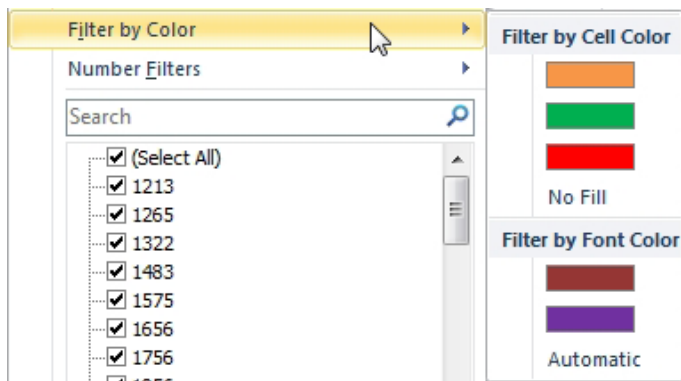 Filter by Color
Number Filters
Search
(Select All)
1213
1265
1322
1483
1575
1656
1756
Filter by Cell Color
No Fill
Filter by Font Color
Automatic